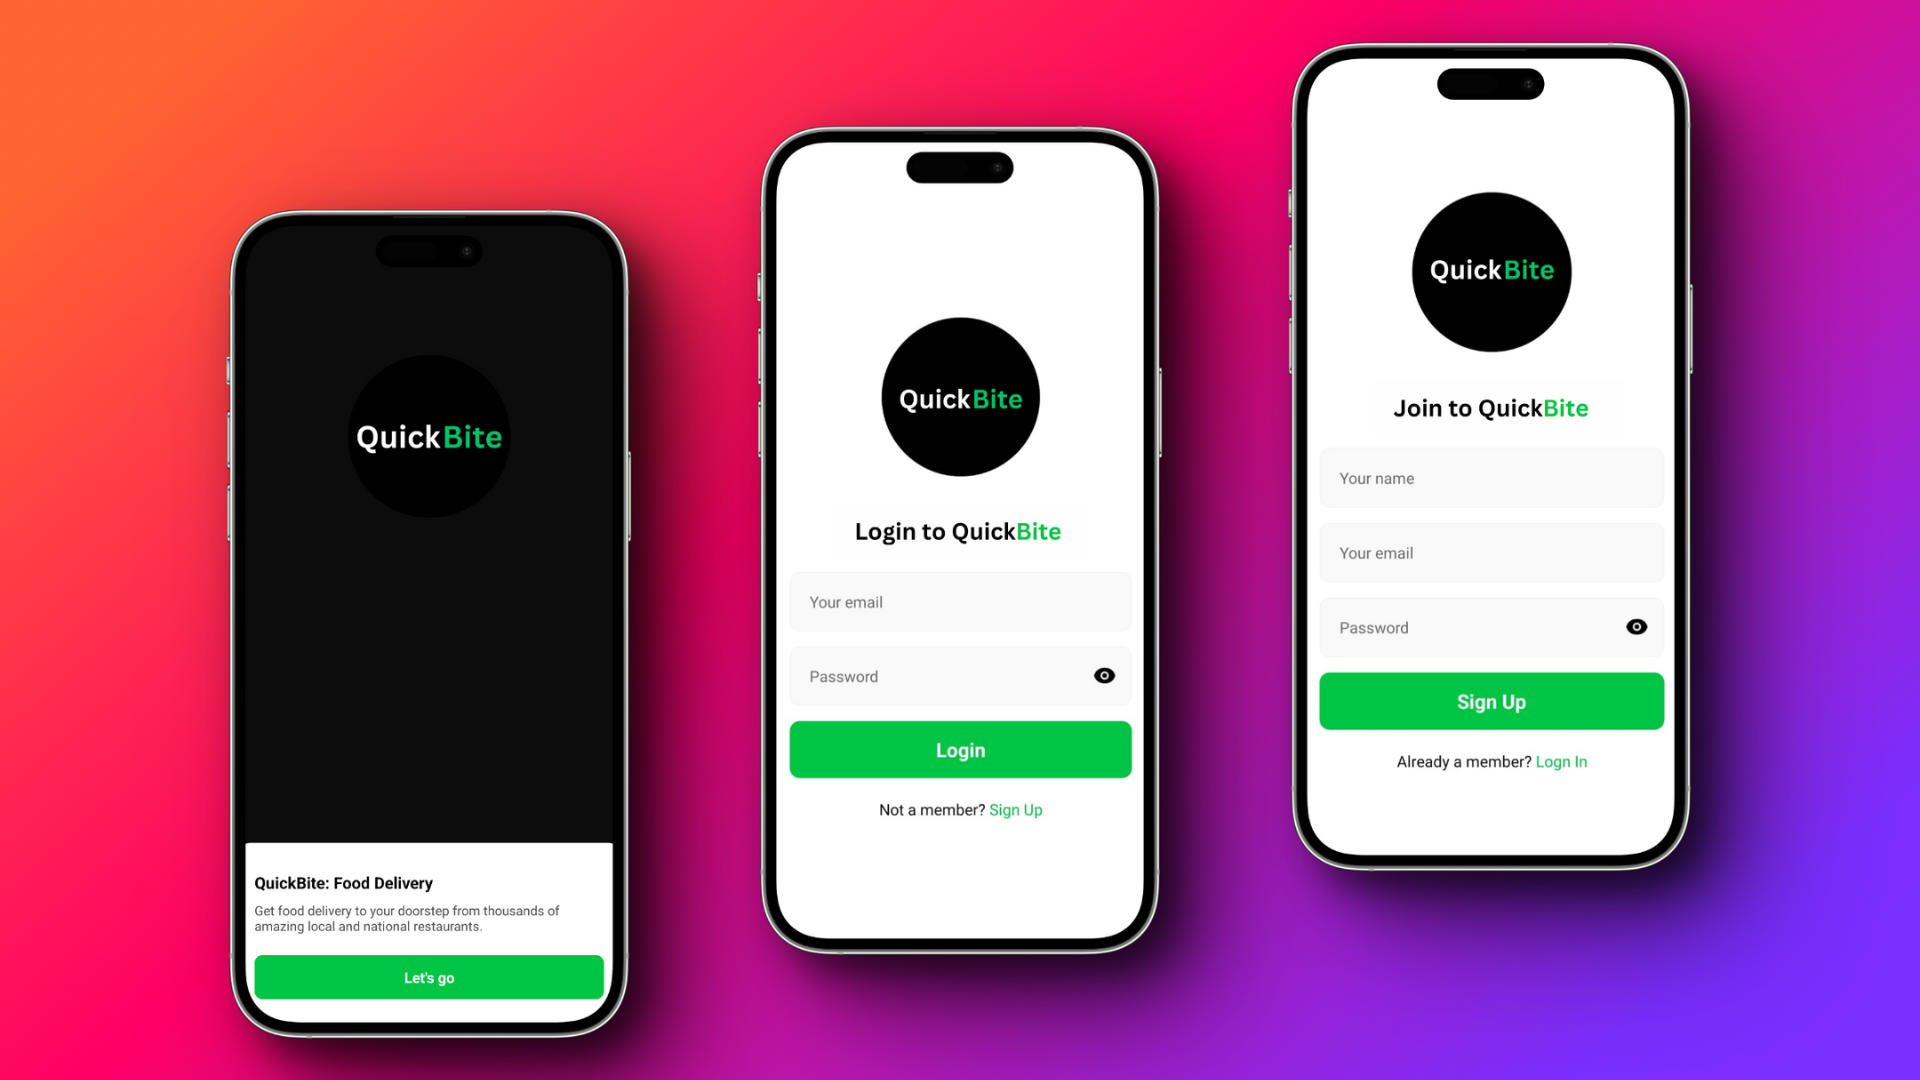 QuickBite
QuickBite: Food Delivery
Get food delivery to your doorstep from thousands of
amazing local and national restaurants.
Let's go
QuickBite
Login to QuickBite
Your email
Password
Login
Not a member? Sign Up
QuickBite
Join to QuickBite
Your name
Your email
Password
Sign Up
Already a member? Logn In